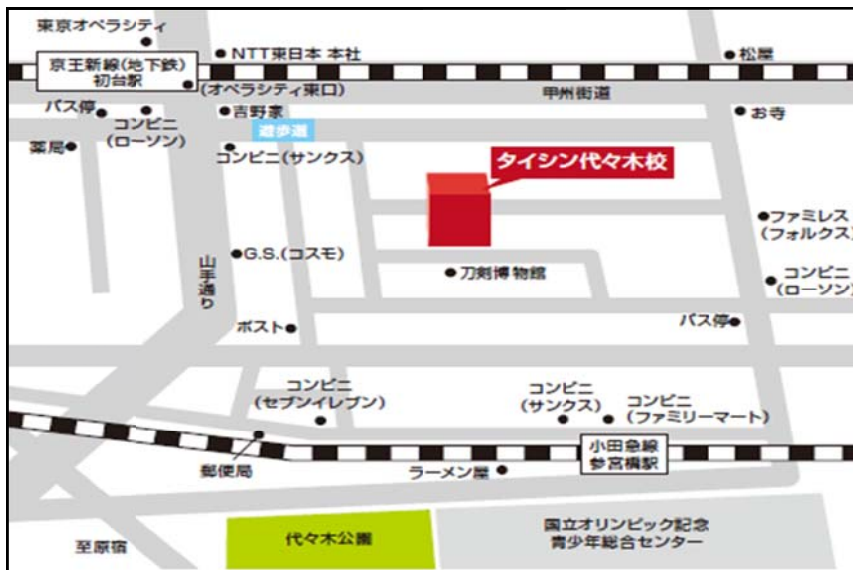 東京オペラシティ
京王新線(地下鉄)
初台駅
NTT東日本 本社
松屋
(オペラシティ東口)
甲州街道
バス停
コンビニ
(ローソン)
吉野家
お寺
遊歩道
薬局
コンビニ(サンクス)
タイシン代々木校
ファミレス
(フォルクス)
山手通り
G.S.(コスモ)
刀剣博物館
コンビニ
(ローソン)
ポスト
バス停
コンビニ
(セブンイレブン)
コンビニ
(サンクス)
コンビニ
(ファミリーマート)
小田急線
参宮橋駅
郵便局
ラーメン屋
至原宿
代々木公園
国立オリンピック記念
青少年総合センター